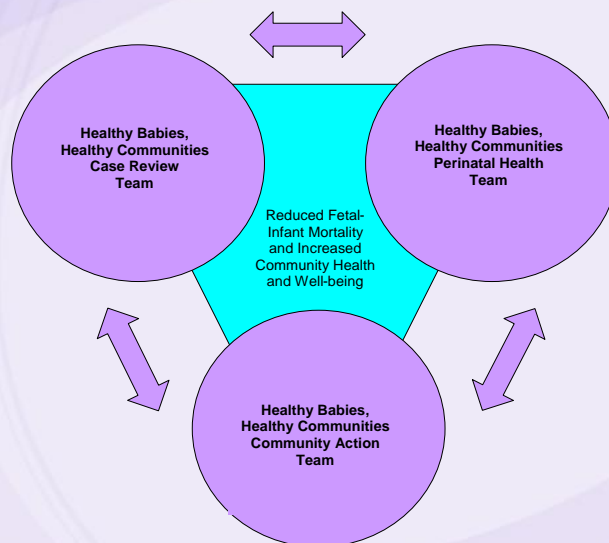 Healthy Babies,
Healthy Communities
Case Review
Team
Healthy Babies,
Healthy Communities
Perinatal Health
Team
Reduced Fetal-
Infant Mortality
and Increased
Community Health
and Well-being
Healthy Babies,
Healthy Communities
Community Action
Team